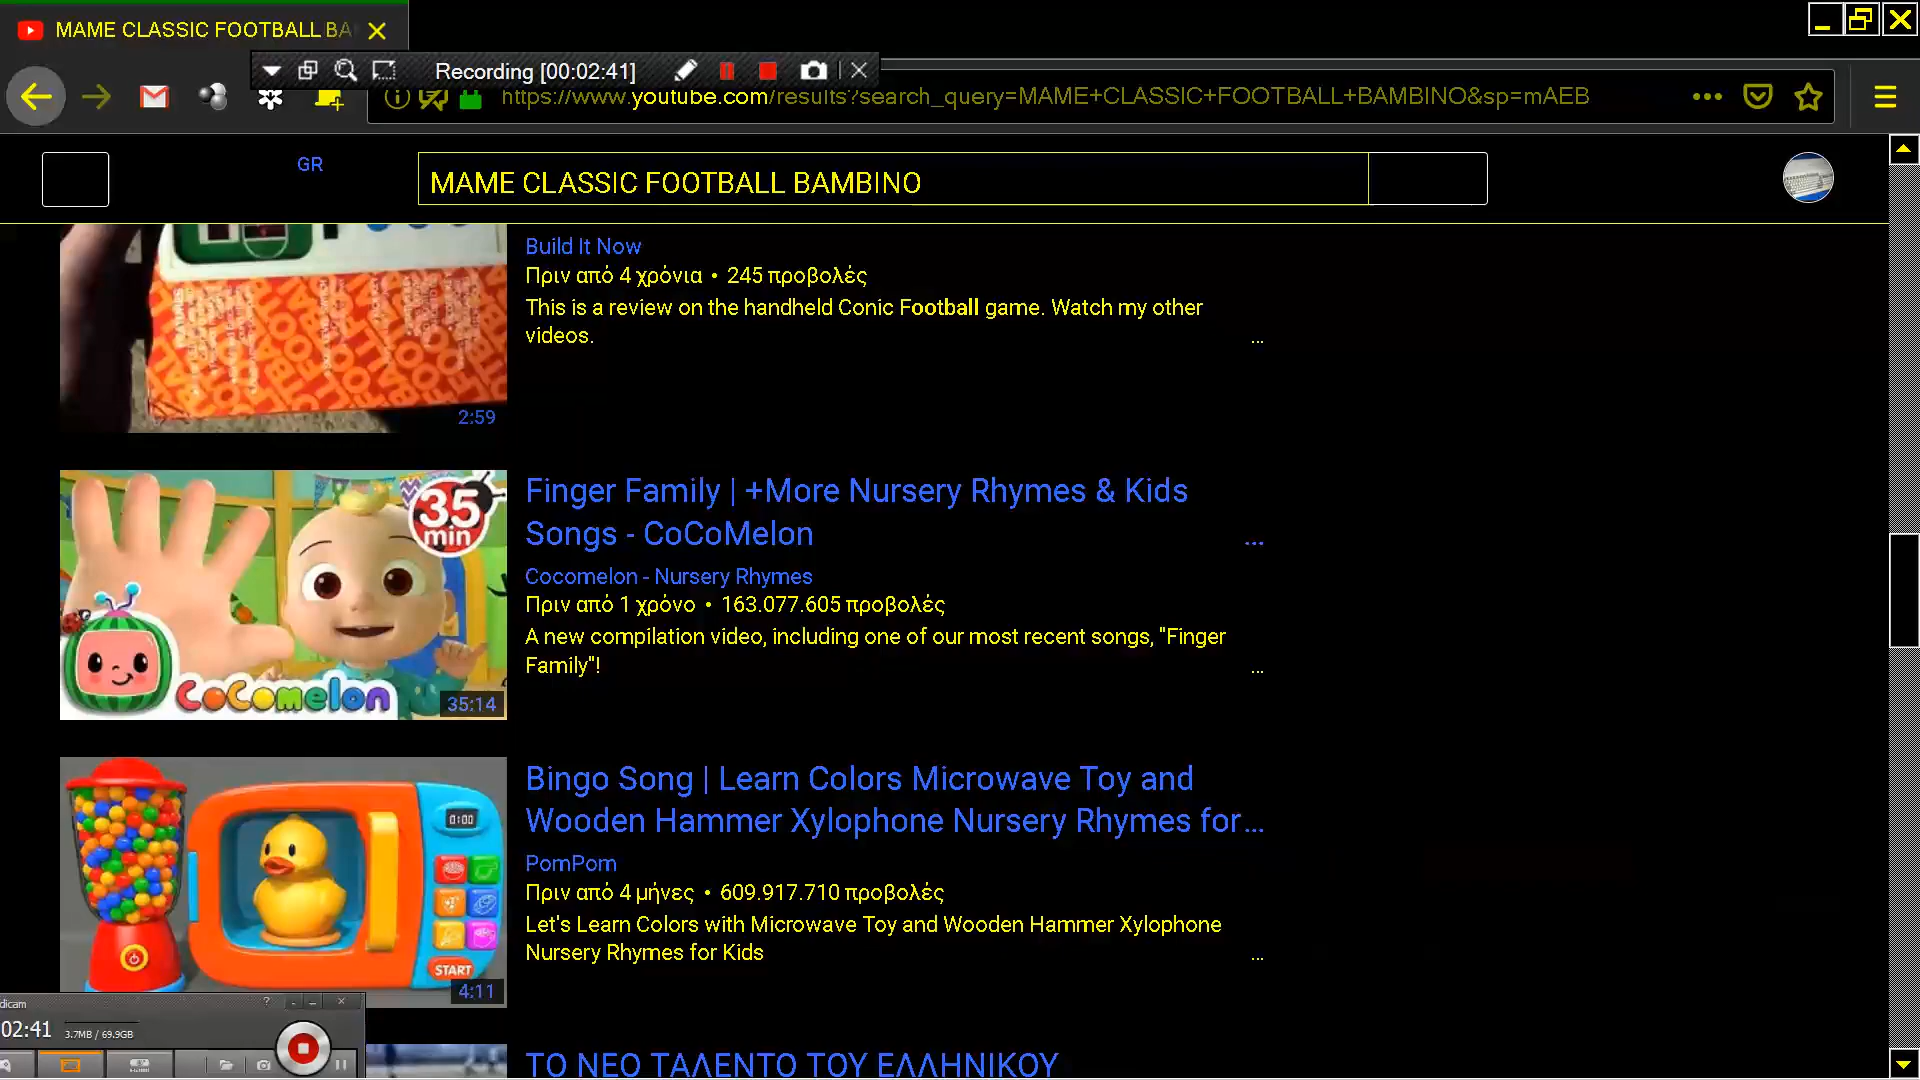 MAME CLASSIC FOOTBALL BA
Recording [00:02:41]
https://www.youtube.com/results?search_query=MAME+CLASSIC+FOOTBALL+BAMBINO&sp=mAEB
GR
MAME CLASSIC FOOTBALL BAMBINO
Build It Now
Πριν από 4 χρόνια • 245 προβολές
This is a review on the handheld Conic Football game. Watch my other
videos.
...
2:59
35
min
Finger Family | +More Nursery Rhymes & Kids
Songs - CoCoMelon
...
Cocomelon - Nursery Rhymes
Πριν από 1 χρόνο • 163.077.605 προβολές
A new compilation video, including one of our most recent songs, "Finger
Family"!
...
CoComelon
35:14
Bingo Song | Learn Colors Microwave Toy and
Wooden Hammer Xylophone Nursery Rhymes for...
PomPom
Πριν από 4 μήνες • 609.917.710 προβολές
Let's Learn Colors with Microwave Toy and Wooden Hammer Xylophone
Nursery Rhymes for Kids
...
0:00
START
4:11
dicam
02:41
3.7MB / 69.9GB
ΤΟ ΝΕΟ ΤΑΛΕΝΤΟ ΤΟΥ ΕΛΛΗΝΙΚΟΥ